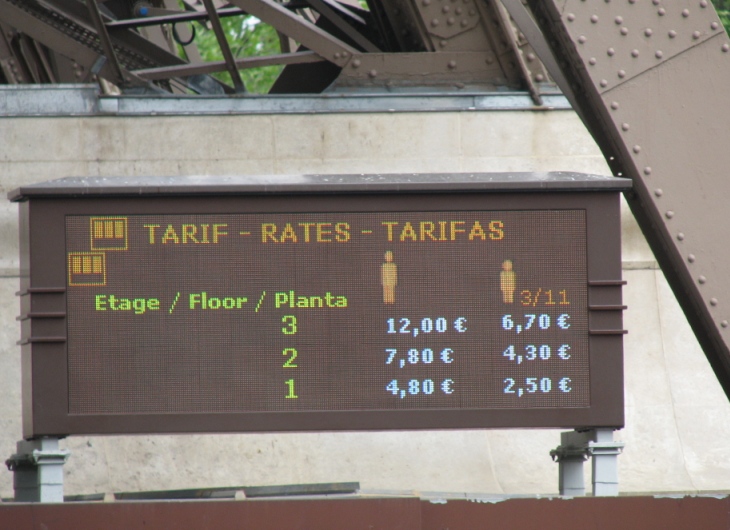 TARIF - RATES - TARIFAS
3/11
Etage / Floor / Planta
3 12,00 € 6,70 €
2 7,80 € 4,30 €
1 4,80 € 2,50 €